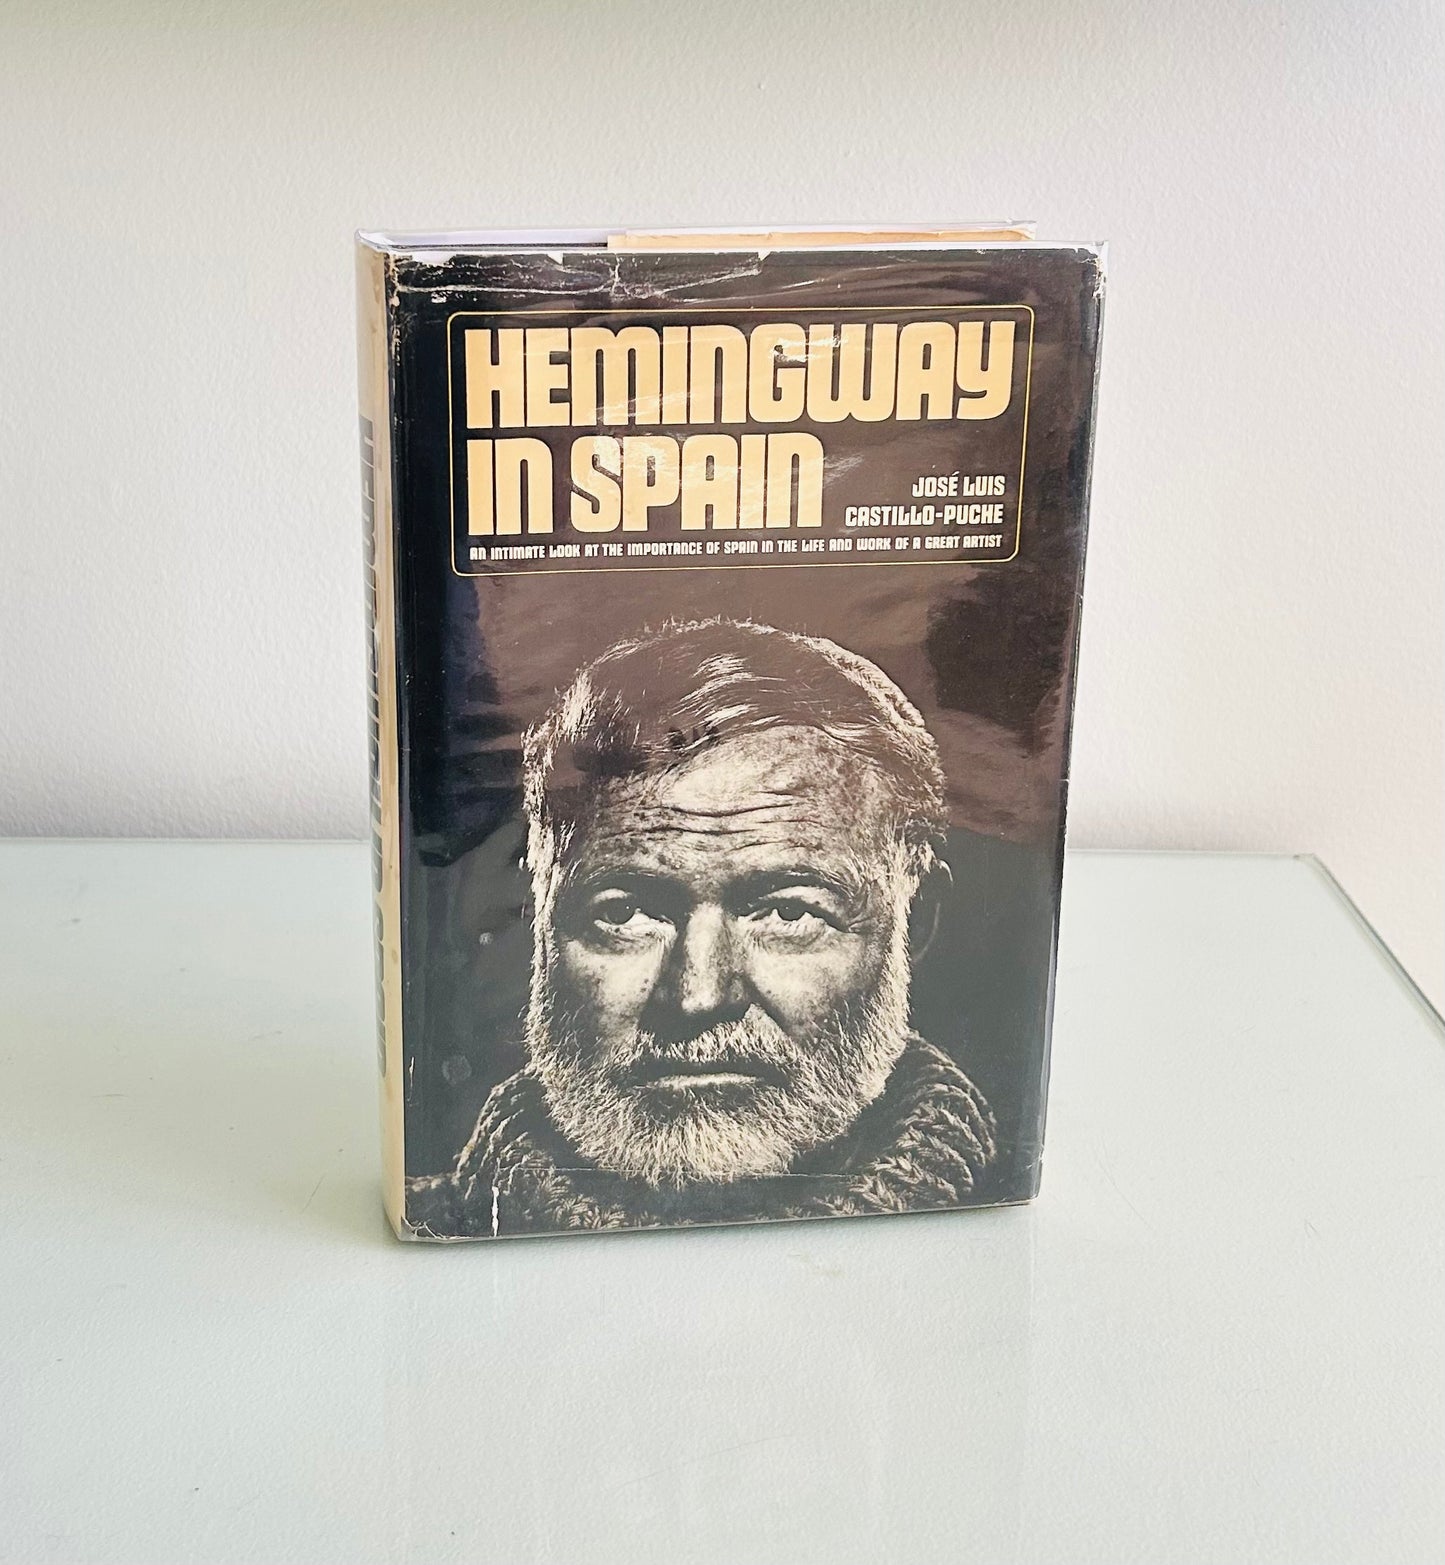 HEMINGWAY
IN SPAIN
JOSÉ LUIS
CASTILLO-PUCHE
AN INTIMATE LOOK AT THE IMPORTANCE OF SPAIN IN THE LIFE AND WORK OF A GREAT ARTIST